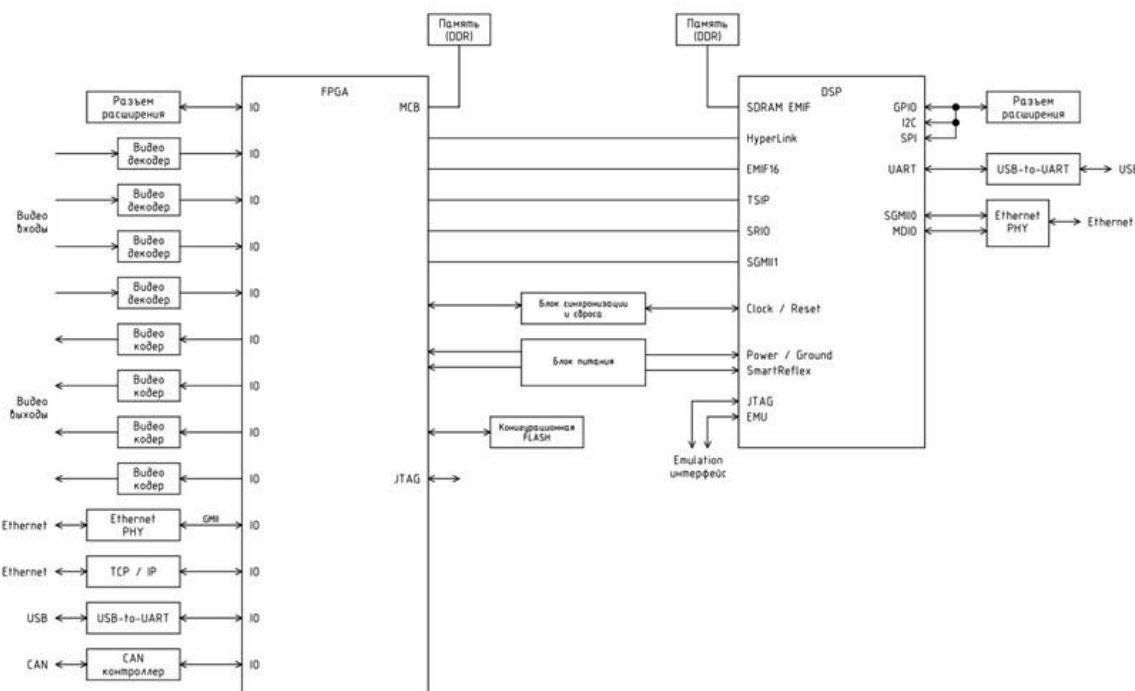 Память
(DDR)
Память
(DDR)
FPGA
DSP
Разъем
расширения
IO
MCB
SDRAM EMIF
GPIO
Разъем
расширения
I2C
HyperLink
SPI
Видео
декодер
IO
EMIF16
UART
USB-to-UART
USB
Видео
декодер
IO
TSIP
Видео
входы
SGMII0
Ethernet
PHY
Ethernet
MDIO
Видео
декодер
IO
SRIO
SGMII1
Видео
декодер
IO
Блок синхронизации
и сброса
Clock / Reset
Видео
кодер
IO
Блок питания
Power / Ground
SmartReflex
Видео
кодер
IO
Видео
выходы
JTAG
EMU
Видео
кодер
IO
Конигурационная
FLASH
Emulation
интерфейс
Видео
кодер
IO
JTAG
Ethernet
Ethernet
PHY
GMII
IO
Ethernet
TCP / IP
IO
USB
USB-to-UART
IO
CAN
CAN
контроллер
IO